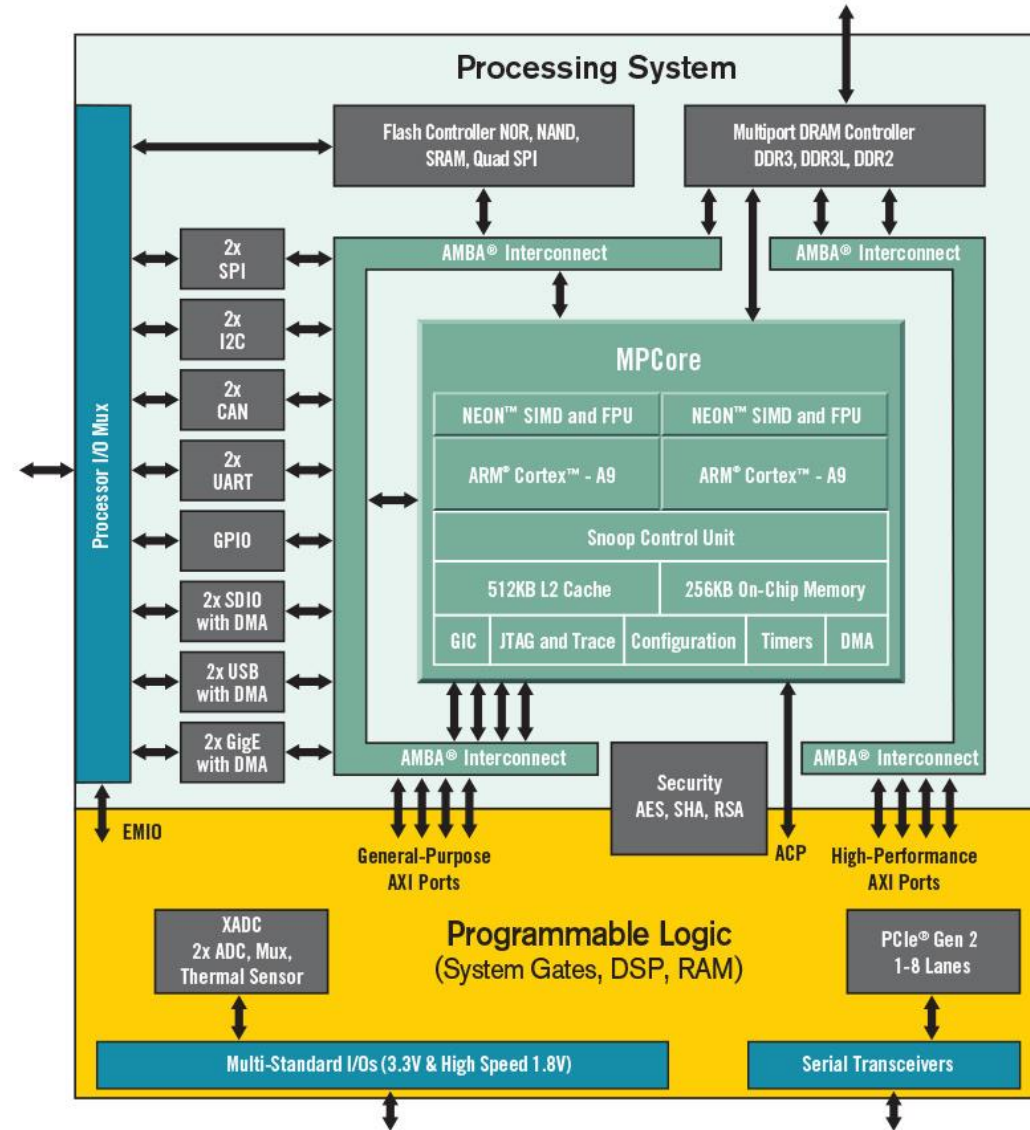 Processing System
Flash Controller NOR, NAND,
SRAM, Quad SPI
Multiport DRAM Controller
DDR3, DDR3L, DDR2
AMBA® Interconnect
AMBA® Interconnect
Processor I/O Mux
2x
SPI
2x
I2C
2x
CAN
2x
UART
GPIO
2x SDIO
with DMA
2x USB
with DMA
2x GigE
with DMA
MPCore
NEON™ SIMD and FPU
NEON™ SIMD and FPU
ARM® Cortex™ - A9
ARM® Cortex™ - A9
Snoop Control Unit
512KB L2 Cache
256KB On-Chip Memory
GIC
JTAG and Trace
Configuration
Timers
DMA
AMBA® Interconnect
AMBA® Interconnect
Security
AES, SHA, RSA
EMIO
General-Purpose
AXI Ports
ACP
High-Performance
AXI Ports
XADC
2x ADC, Mux,
Thermal Sensor
Programmable Logic
(System Gates, DSP, RAM)
PCIe® Gen 2
1-8 Lanes
Multi-Standard I/Os (3.3V & High Speed 1.8V)
Serial Transceivers